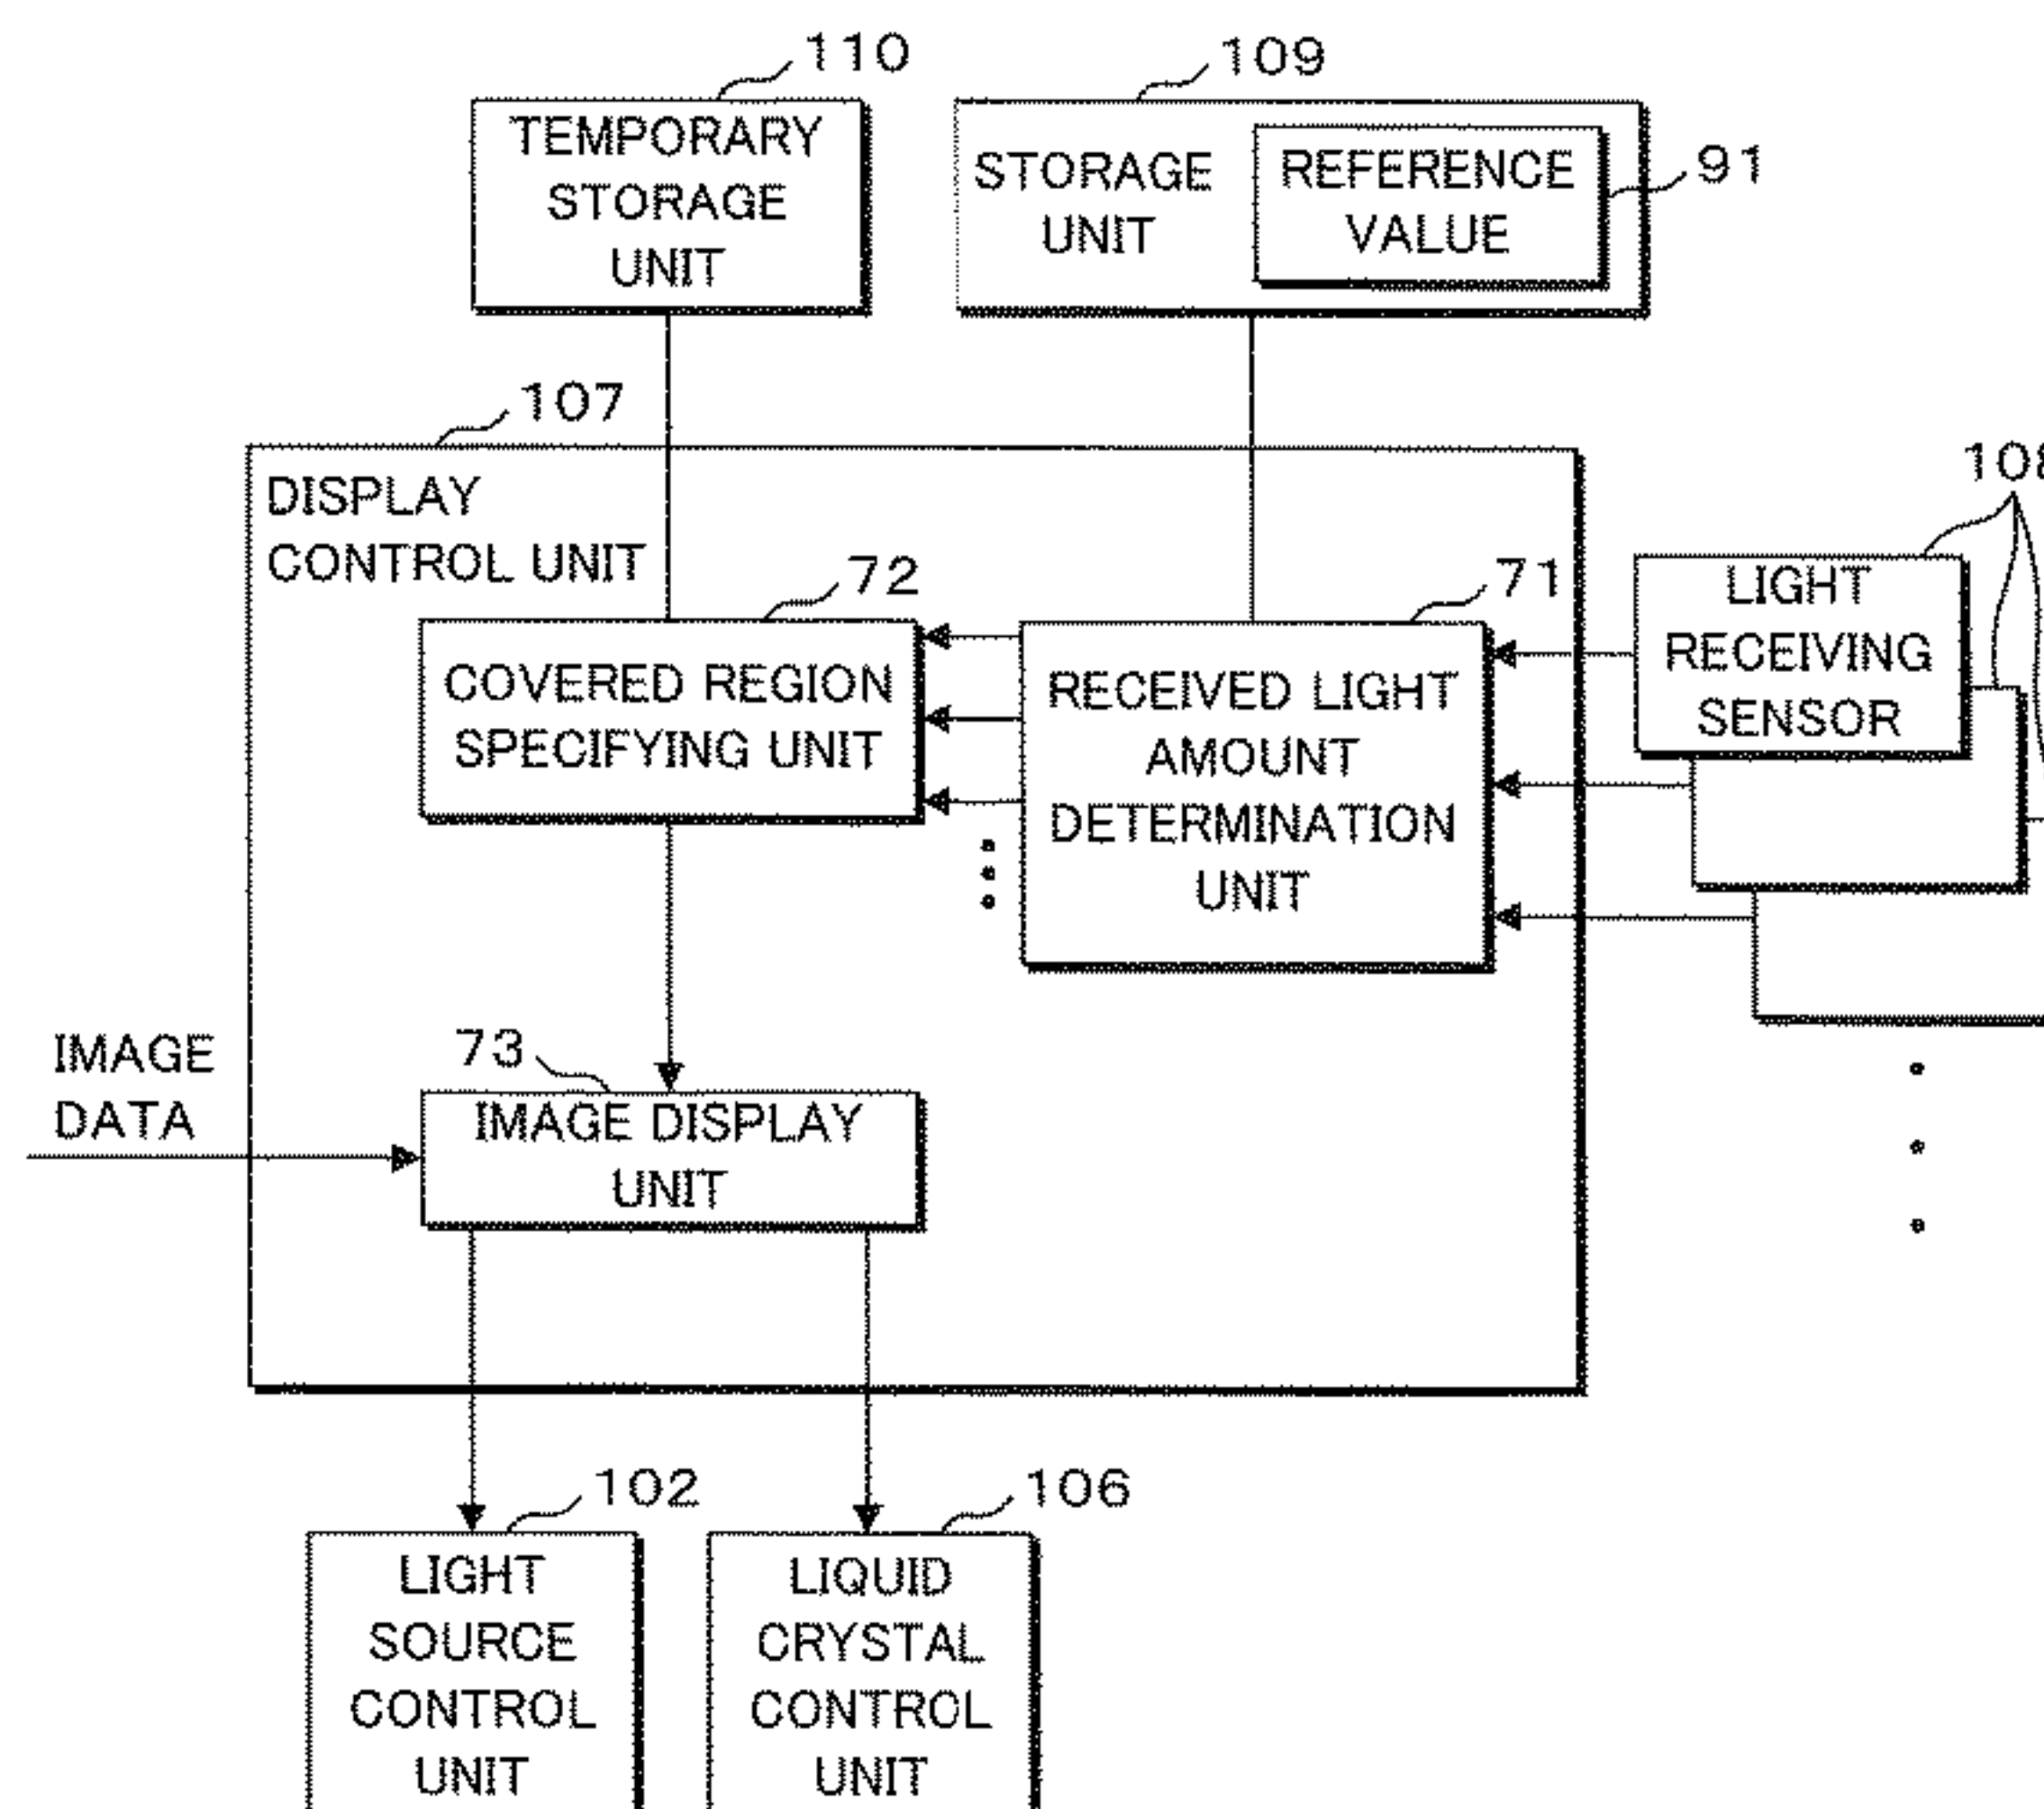 110
109
TEMPORARY
STORAGE
UNIT
STORAGE
UNIT
REFERENCE
VALUE
91
107
DISPLAY
CONTROL UNIT
108
72
71
LIGHT
RECEIVING
SENSOR
COVERED REGION
SPECIFYING UNIT
RECEIVED LIGHT
AMOUNT
DETERMINATION
UNIT
IMAGE
DATA
73
IMAGE DISPLAY
UNIT
102
106
LIGHT
SOURCE
CONTROL
UNIT
LIQUID
CRYSTAL
CONTROL
UNIT